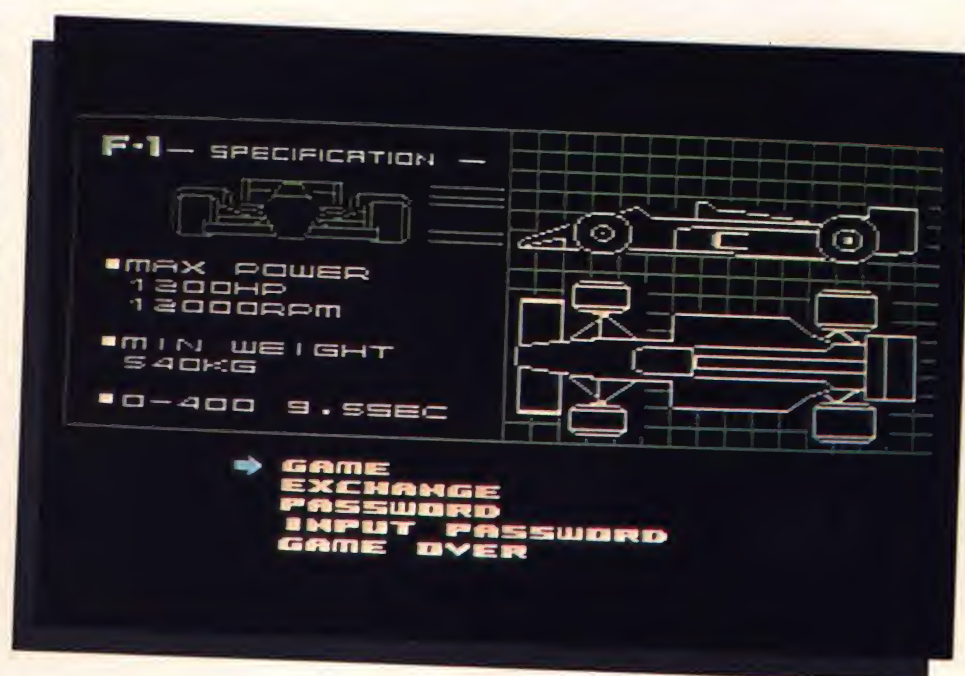 F-1 — SPECIFICATION —
■MAX POWER
1200HP
12000RPM
■MIN WEIGHT
540KG
■0-400 9.5SEC
GAME
EXCHANGE
PASSWORD
INPUT PASSWORD
GAME OVER